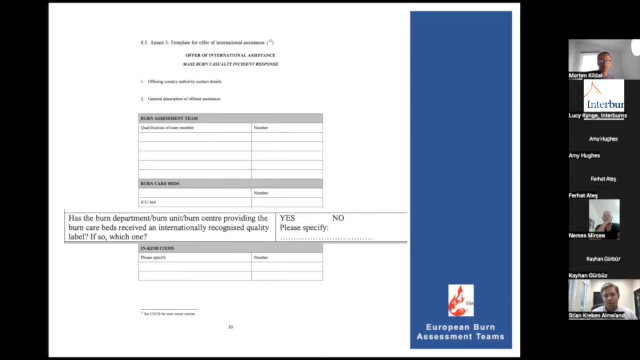 8.5 Annex 5. Template for offer of international assistance (12)
OFFER OF INTERNATIONAL ASSISTANCE
MASS BURN CASUALTY INCIDENT RESPONSE
1. Offering country authority contact details:
2. General description of offered assistance:
BURN ASSESSMENT TEAM
Qualification of team member Number
BURN CARE BEDS
Number
ICU bed
Has the burn department/burn unit/burn centre providing the
burn care beds received an internationally recognised quality
label? If so, which one?
YES NO
Please specify:
IN-KIND ITEMS
Please specify Number
EBA
European Burn
Assessment Teams
Morten Kildal
Interbur
Lucy Kynge, Interburns
Amy Hughes
Amy Hughes
Ferhat Ateş
Ferhat Ateş
Nemes Mircea
Kayhan Gürbüz
Kayhan Gürbüz
Stian Kreken Almeland